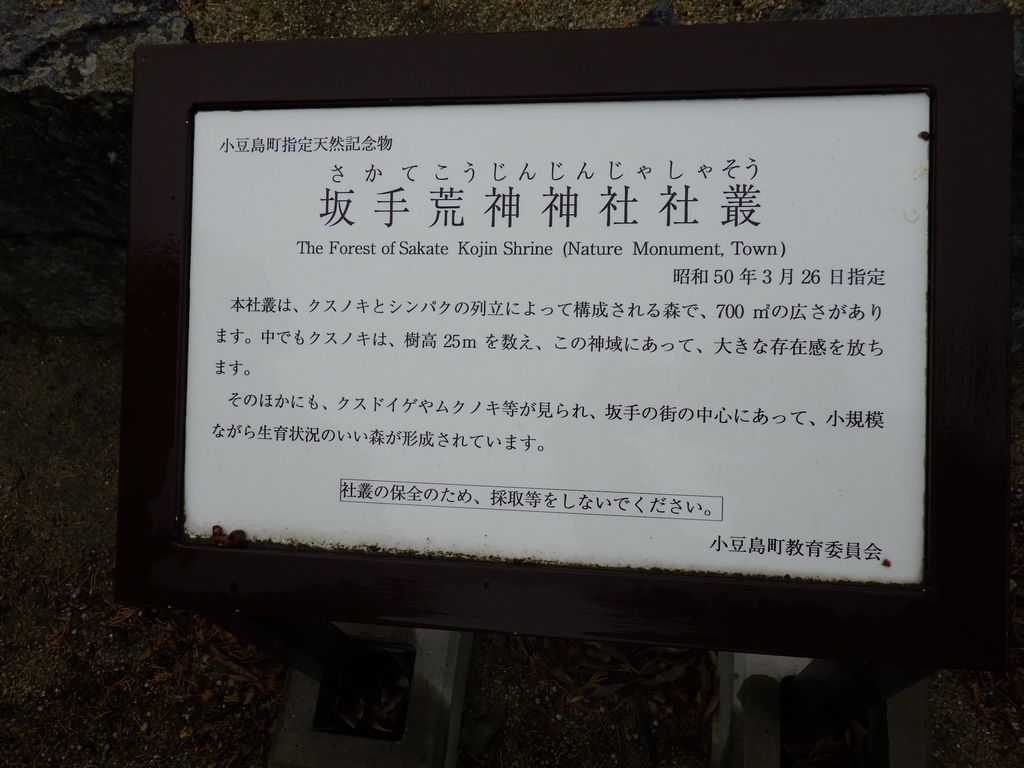 小豆島町指定天然記念物
さかてこうじんじんじゃしゃそう
坂手荒神神社社叢
The Forest of Sakate Kojin Shrine (Nature Monument, Town)
昭和 50 年 3 月 26 日指定
本社叢は、クスノキとシンパクの列立によって構成される森で、700 ㎡の広さがあり
ます。中でもクスノキは、樹高 25m を数え、この神域にあって、大きな存在感を放ち
ます。
そのほかにも、クスドイゲやムクノキ等が見られ、坂手の街の中心にあって、小規模
ながら生育状況のいい森が形成されています。
社叢の保全のため、採取等をしないでください。
小豆島町教育委員会